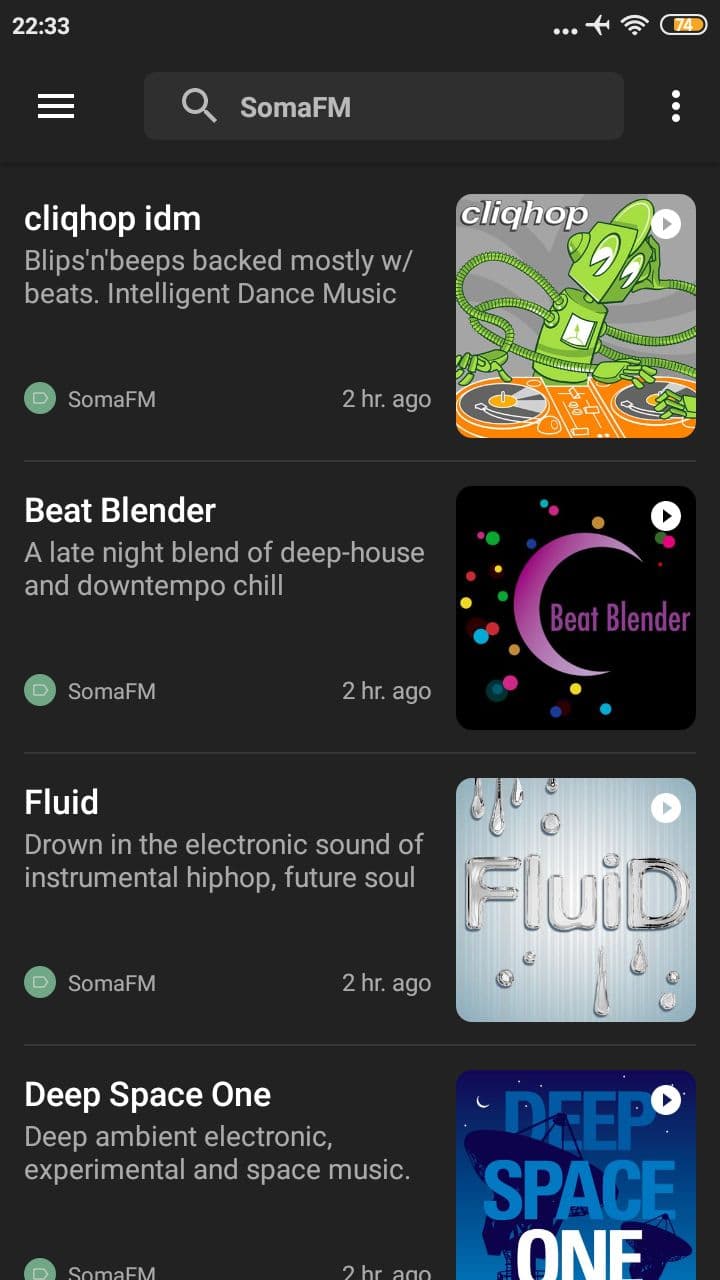 22:33
74
SomaFM
cliqhop idm
Blips'n'beeps backed mostly w/
beats. Intelligent Dance Music
SomaFM
2 hr. ago
cliqhop
Beat Blender
A late night blend of deep-house
and downtempo chill
SomaFM
2 hr. ago
Beat Blender
Fluid
Drown in the electronic sound of
instrumental hiphop, future soul
SomaFM
2 hr. ago
FluiD
Deep Space One
Deep ambient electronic,
experimental and space music.
SomaFM
2 hr. ago
DEEP
SPACE
ONE